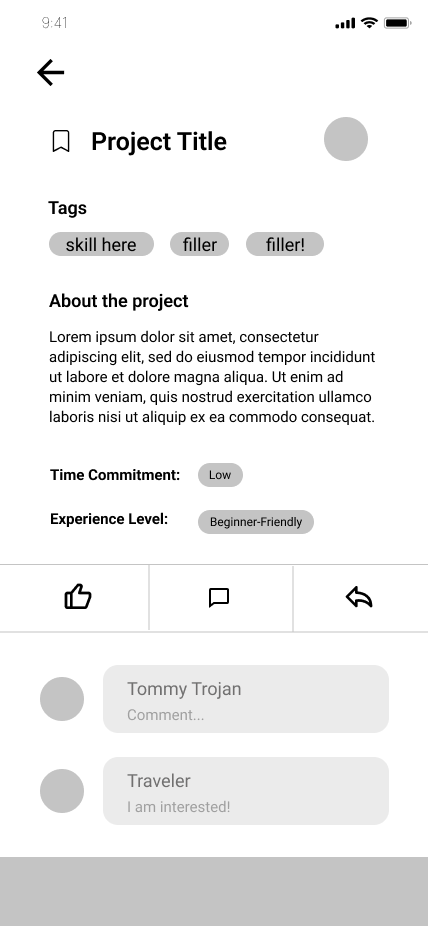 9:41
Project Title
Tags
skill here filler filler!
About the project
Lorem ipsum dolor sit amet, consectetur
adipiscing elit, sed do eiusmod tempor incididunt
ut labore et dolore magna aliqua. Ut enim ad
minim veniam, quis nostrud exercitation ullamco
laboris nisi ut aliquip ex ea commodo consequat.
Time Commitment: Low
Experience Level: Beginner-Friendly
Tommy Trojan
Comment...
Traveler
I am interested!